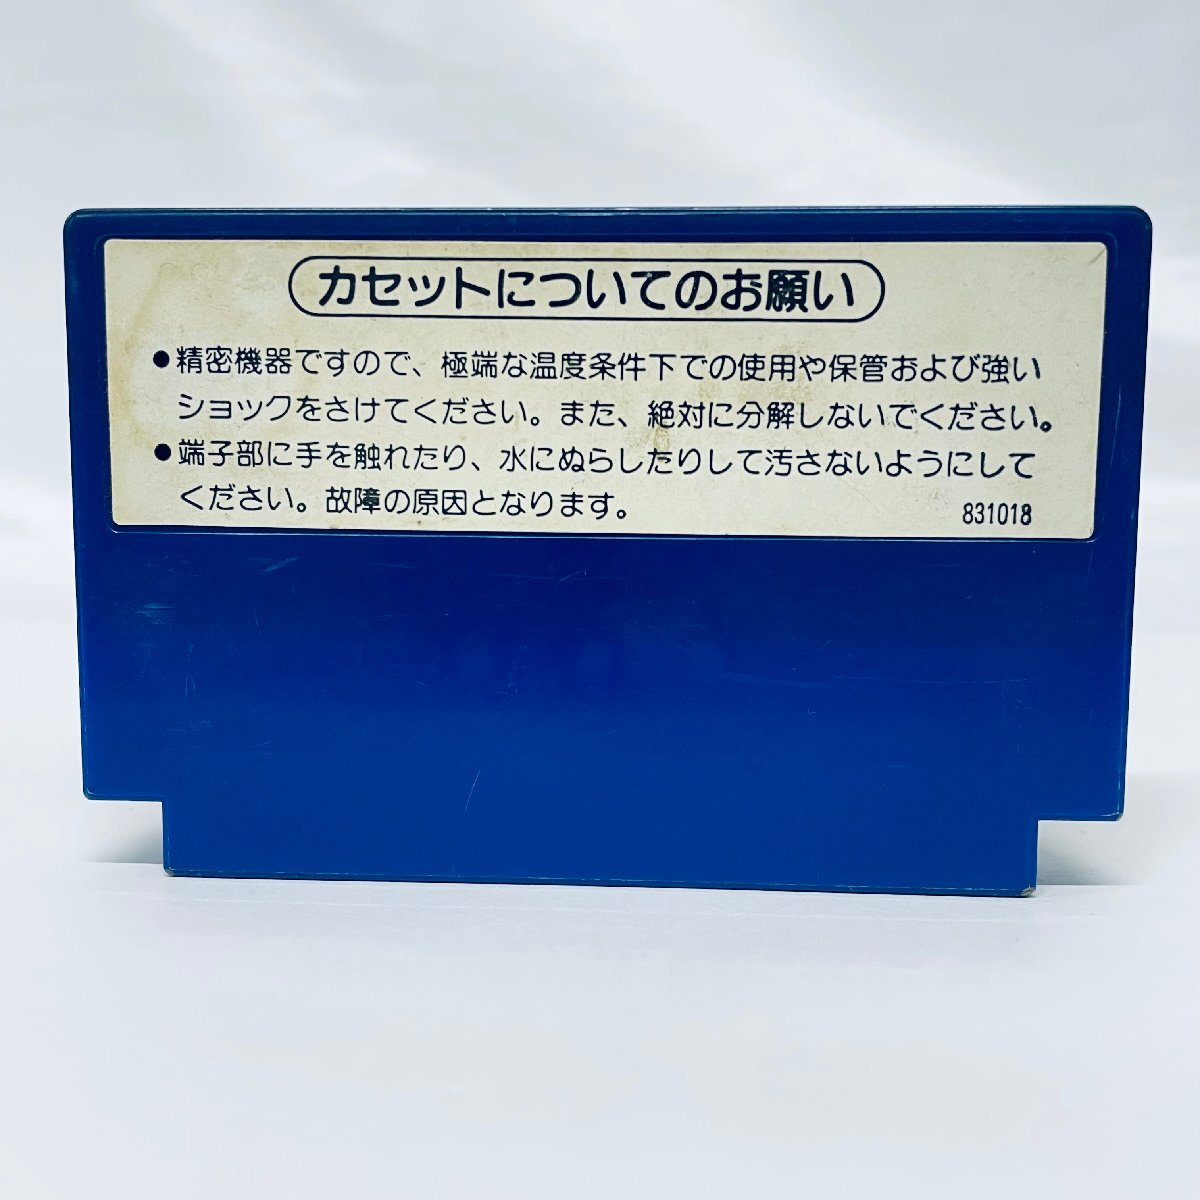 カセットについてのお願い
●精密機器ですので、極端な温度条件下での使用や保管および強い
ショックをさけてください。また、絶対に分解しないでください。
●端子部に手を触れたり、水にぬらしたりして汚さないようにして
ください。故障の原因となります。
831018